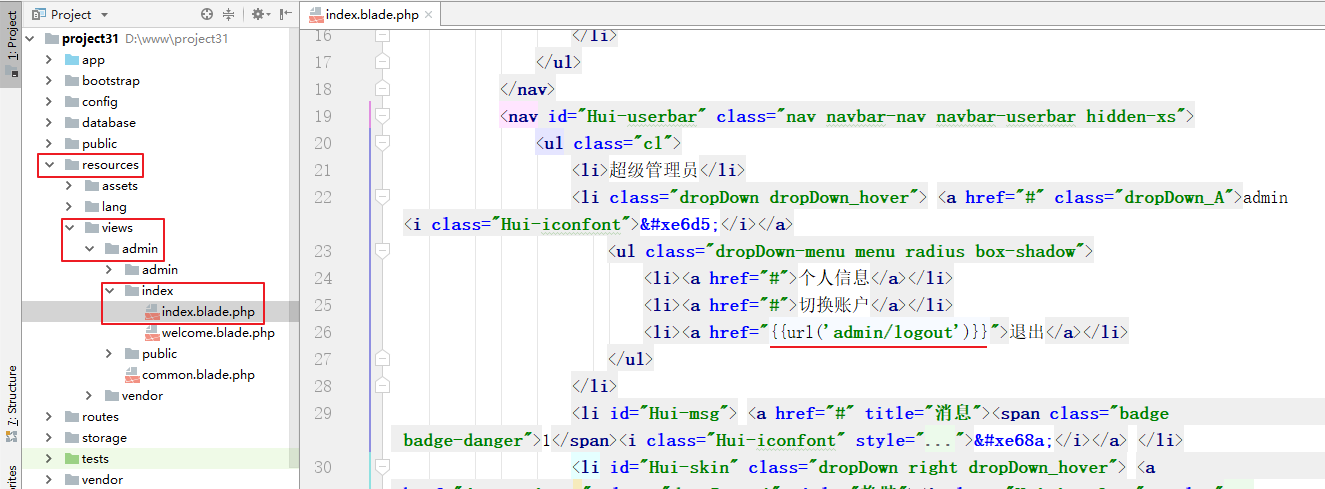 1: Project
7: Structure
Project
project31 D:\www\project31
app
bootstrap
config
database
public
resources
assets
lang
views
admin
admin
index
index.blade.php
welcome.blade.php
public
common.blade.php
vendor
routes
storage
tests
vendor
index.blade.php
16 </li>
17 </ul>
18 </nav>
19 <nav id="Hui-userbar" class="nav navbar-nav navbar-userbar hidden-xs">
20 <ul class="cl">
21 <li>超级管理员</li>
22 <li class="dropDown dropDown_hover"> <a href="#" class="dropDown_A">admin
<i class="Hui-iconfont">&#xe6d5;</i></a>
23 <ul class="dropDown-menu menu radius box-shadow">
24 <li><a href="#">个人信息</a></li>
25 <li><a href="#">切换账户</a></li>
26 <li><a href="{{url('admin/logout')}}">退出</a></li>
27 </ul>
28 </li>
29 <li id="Hui-msg"> <a href="#" title="消息"><span class="badge
badge-danger">1</span><i class="Hui-iconfont" style="...">&#xe68a;</i></a> </li>
30 <li id="Hui-skin" class="dropDown right dropDown_hover"> <a